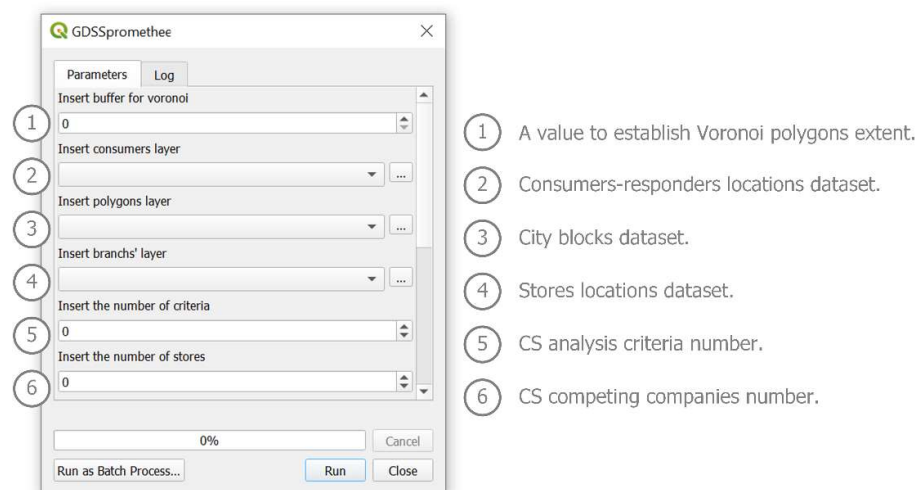 GDSSpromethee
Parameters Log
Insert buffer for voronoi
1 0
Insert consumers layer
2 ...
Insert polygons layer
3 ...
Insert branchs' layer
4 ...
Insert the number of criteria
5 0
Insert the number of stores
6 0
0% Cancel
Run as Batch Process... Run Close
1 A value to establish Voronoi polygons extent.
2 Consumers-responders locations dataset.
3 City blocks dataset.
4 Stores locations dataset.
5 CS analysis criteria number.
6 CS competing companies number.